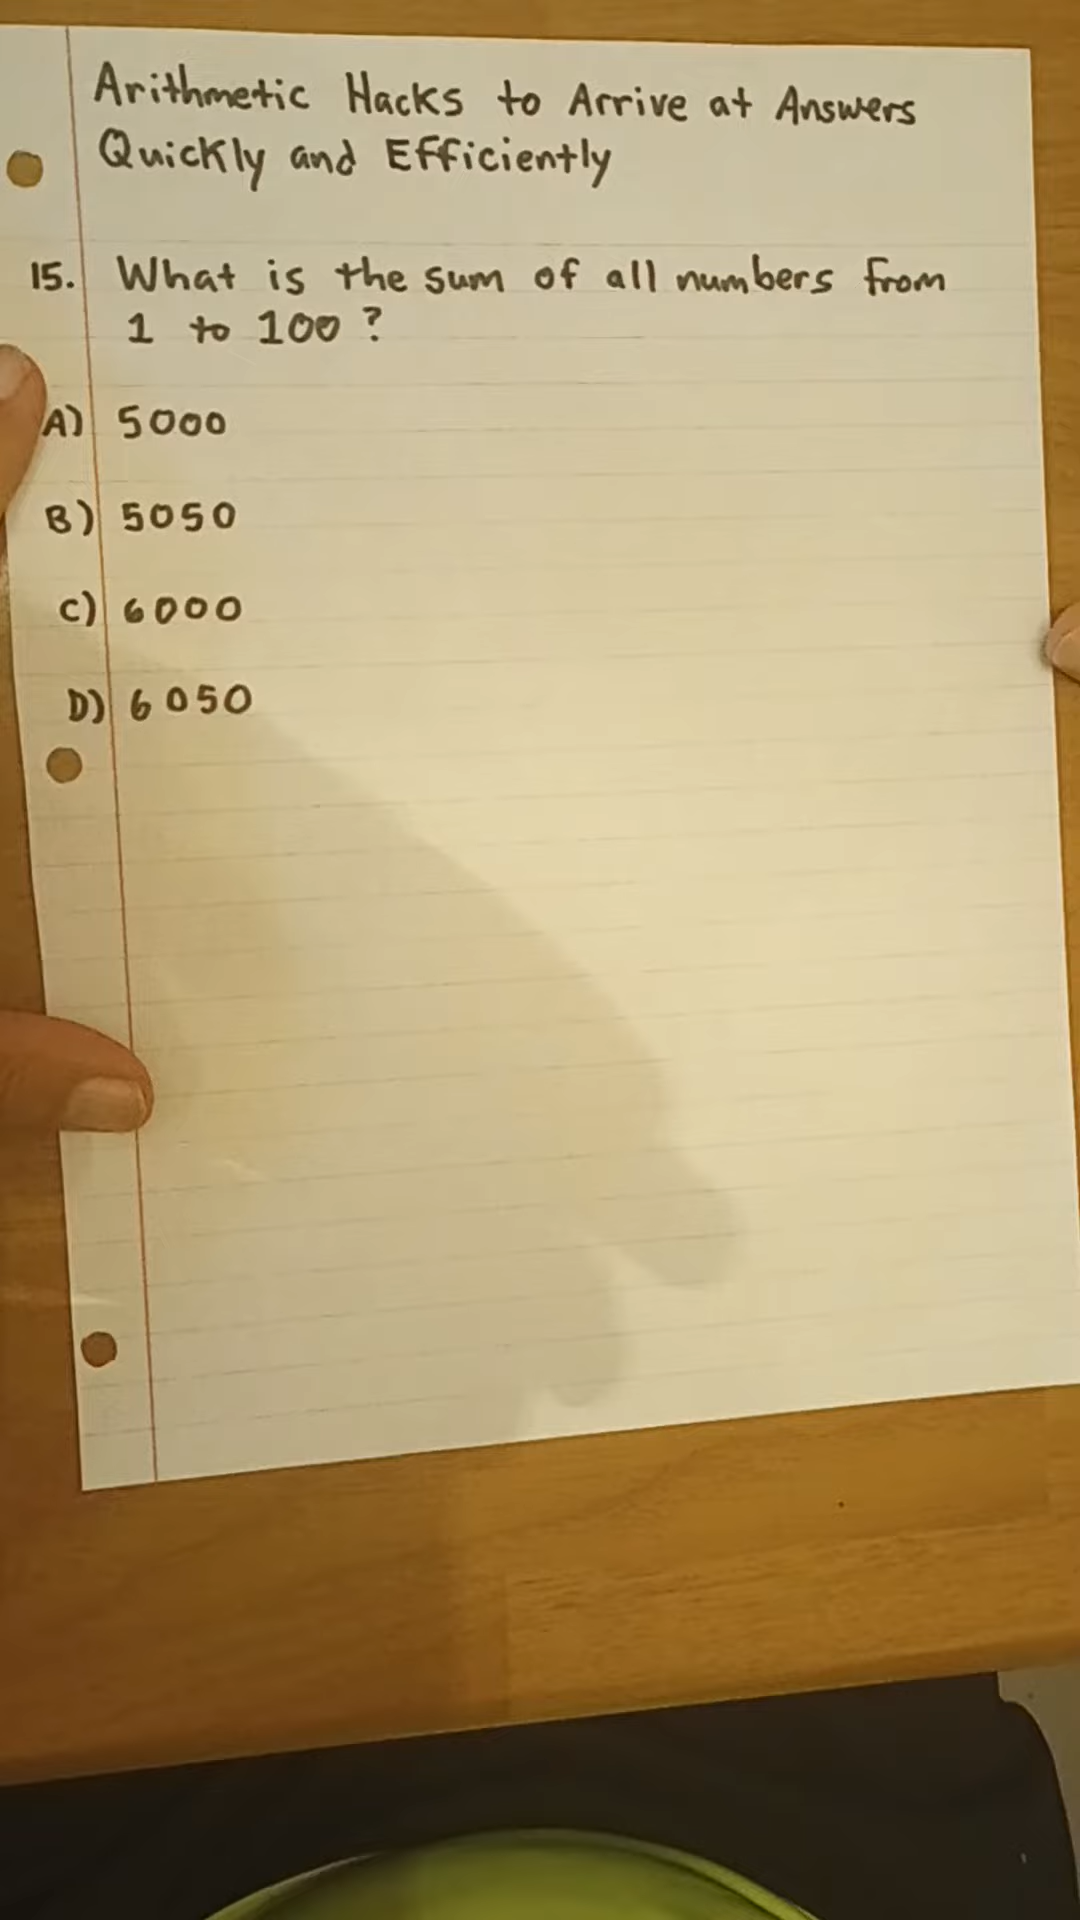 Arithmetic Hacks to Arrive at Answers
Quickly and Efficiently
15. What is the sum of all numbers from
1 to 100 ?
A) 5000
B) 5050
C) 6000
D) 6050